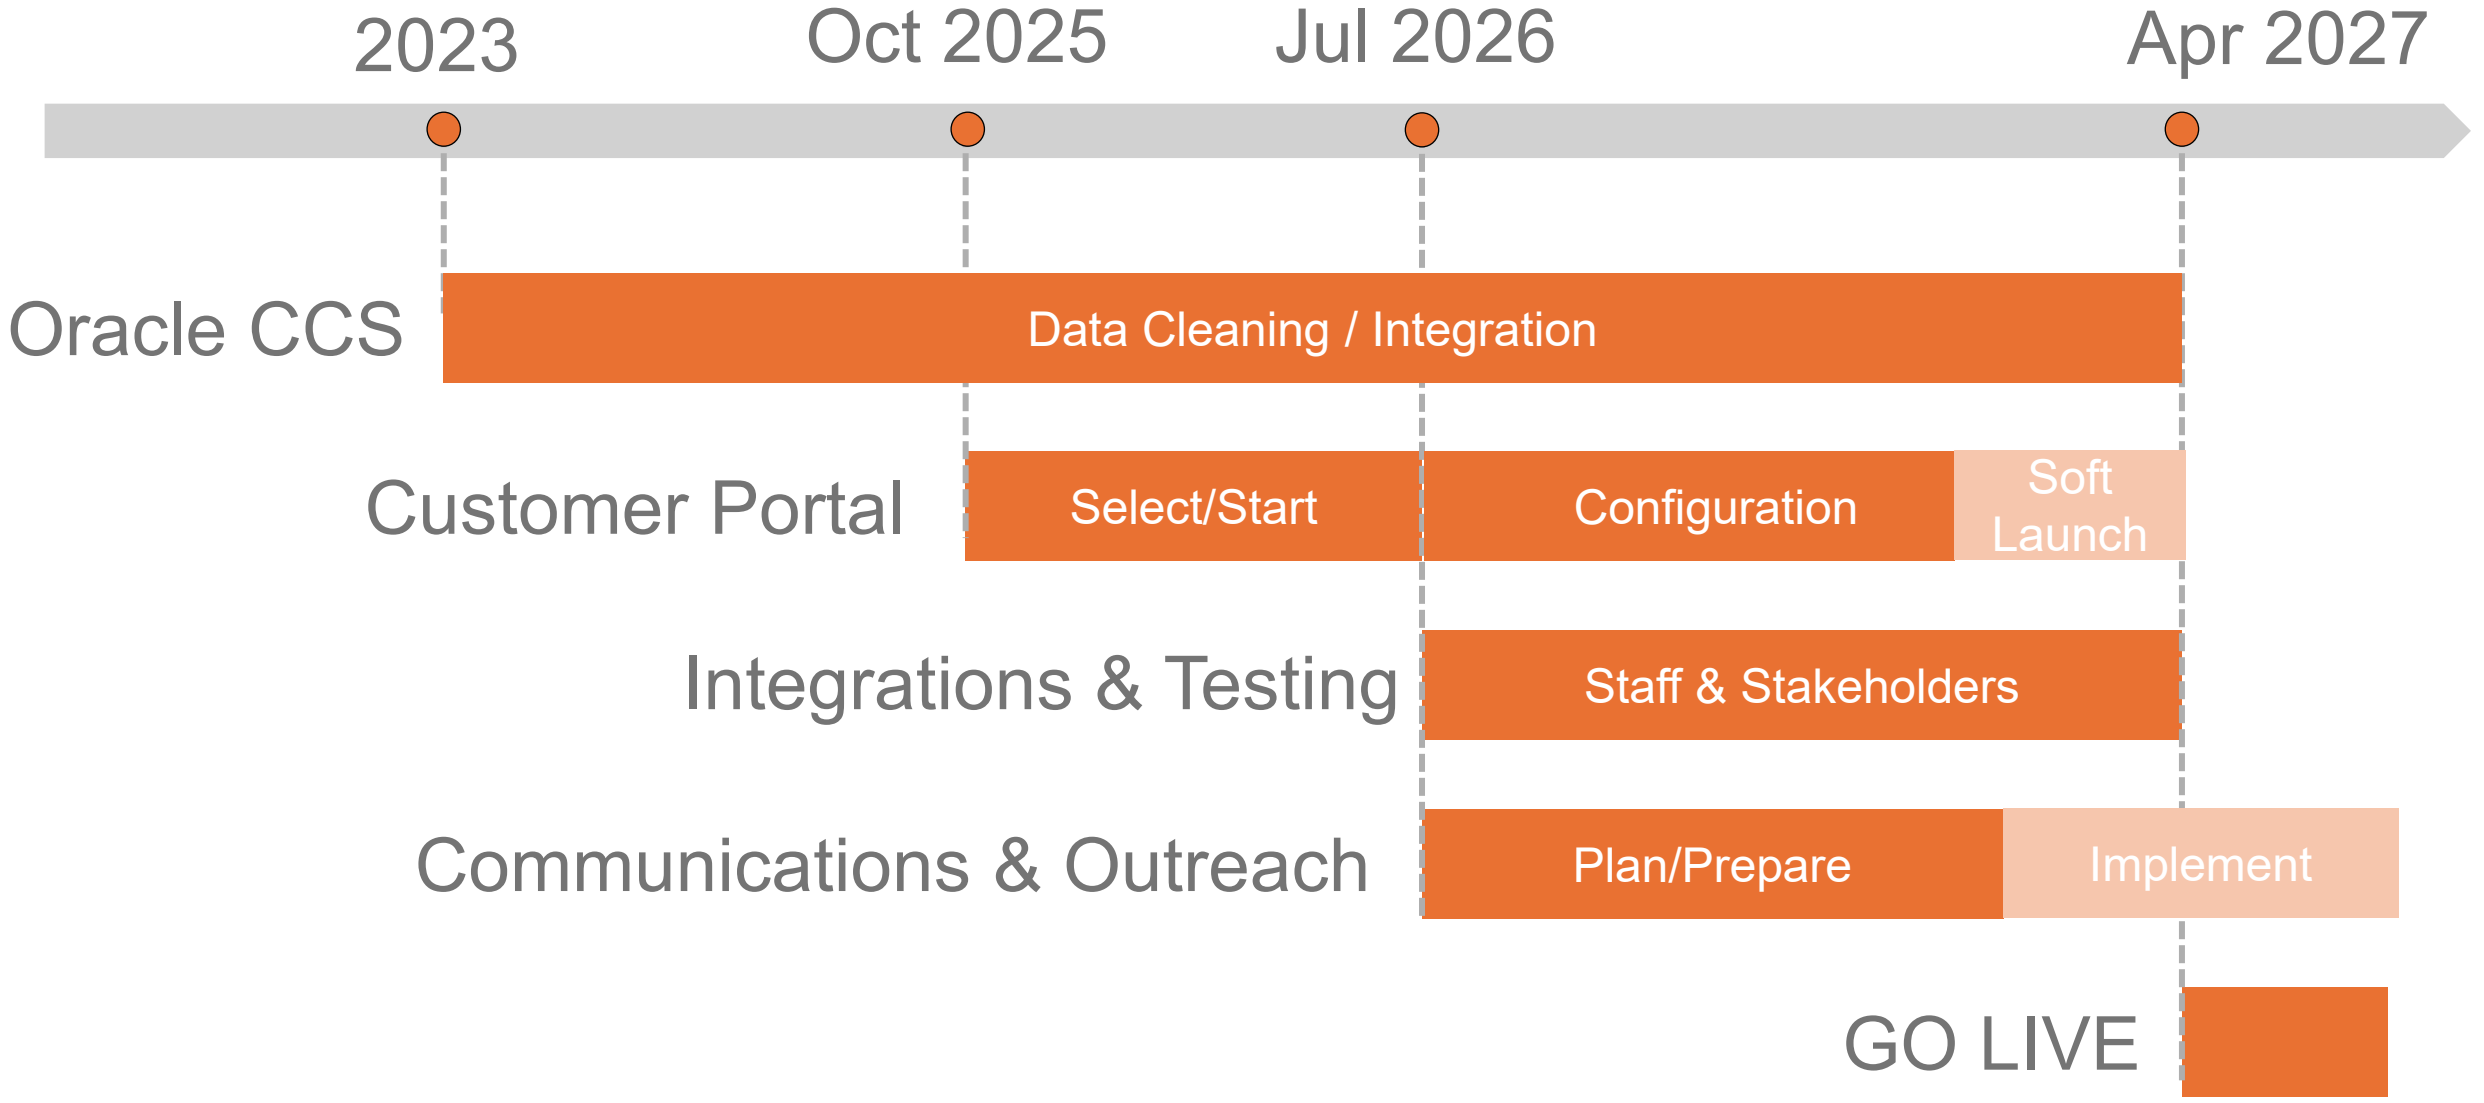 2023
Oct 2025
Jul 2026
Apr 2027
Oracle CCS
Data Cleaning / Integration
Customer Portal
Select/Start
Configuration
Soft
Launch
Integrations & Testing
Staff & Stakeholders
Communications & Outreach
Plan/Prepare
Implement
GO LIVE